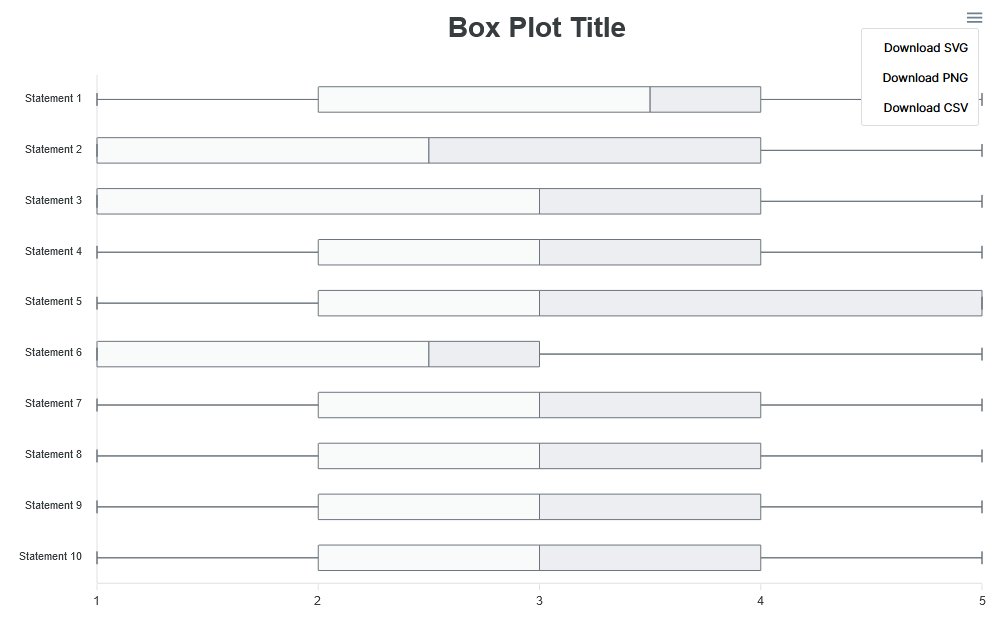 Box Plot Title
Download SVG
Download PNG
Download CSV
Statement 1
Statement 2
Statement 3
Statement 4
Statement 5
Statement 6
Statement 7
Statement 8
Statement 9
Statement 10
1 2 3 4 5